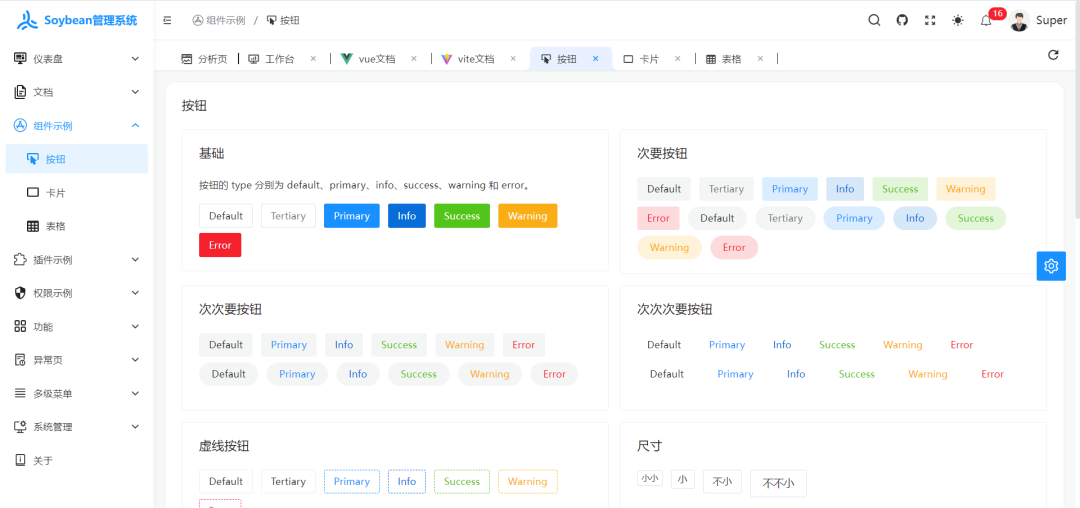 Soybean管理系统
组件示例 / 按钮
16
Super
仪表盘
文档
组件示例
按钮
卡片
表格
插件示例
权限示例
功能
异常页
多级菜单
系统管理
关于
分析页 工作台 × vue文档 × vite文档 × 按钮 × 卡片 × 表格 ×
按钮
基础
按钮的 type 分别为 default、primary、info、success、warning 和 error。
Default Tertiary Primary Info Success Warning
Error
次要按钮
Default Tertiary Primary Info Success Warning
Error Default Tertiary Primary Info Success
Warning Error
次次要按钮
Default Primary Info Success Warning Error
Default Primary Info Success Warning Error
次次次要按钮
Default Primary Info Success Warning Error
Default Primary Info Success Warning Error
虚线按钮
Default Tertiary Primary Info Success Warning
尺寸
小小 小 不小 不不小